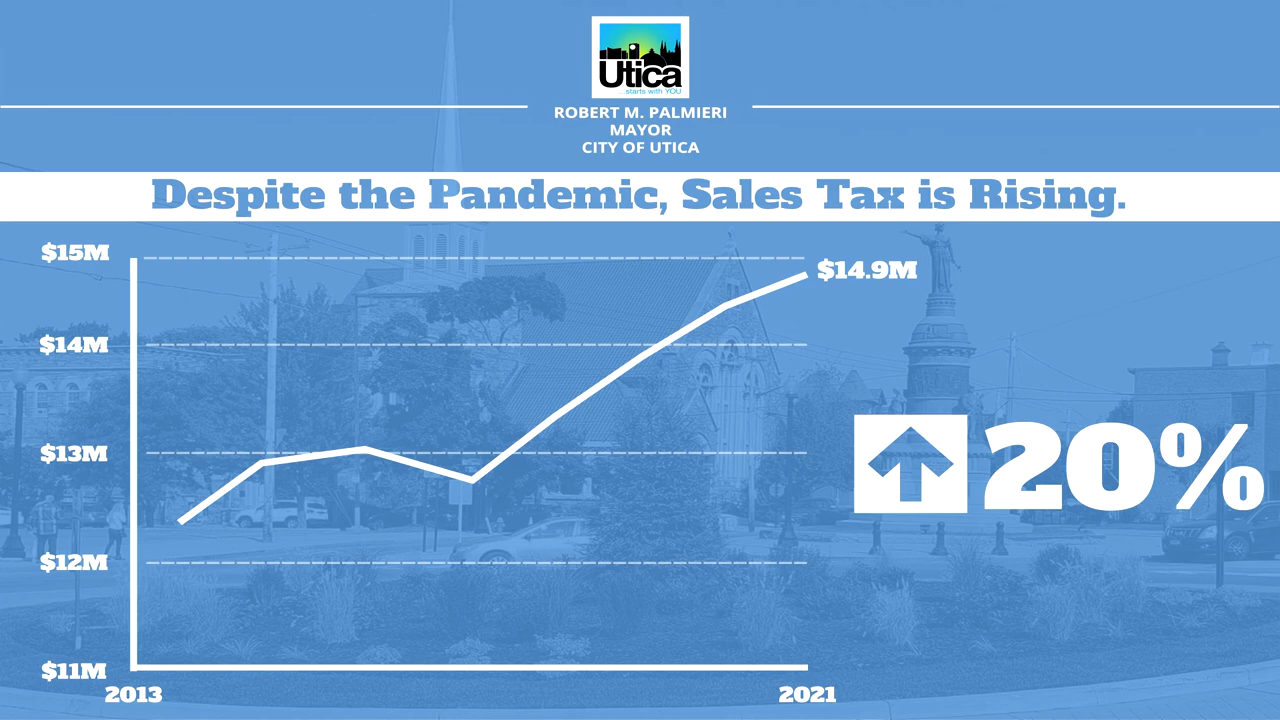 Utica
...starts with YOU
ROBERT M. PALMIERI
MAYOR
CITY OF UTICA
Despite the Pandemic, Sales Tax is Rising.
$15M
$14.9M
$14M
$13M
20%
$12M
$11M
2013
2021